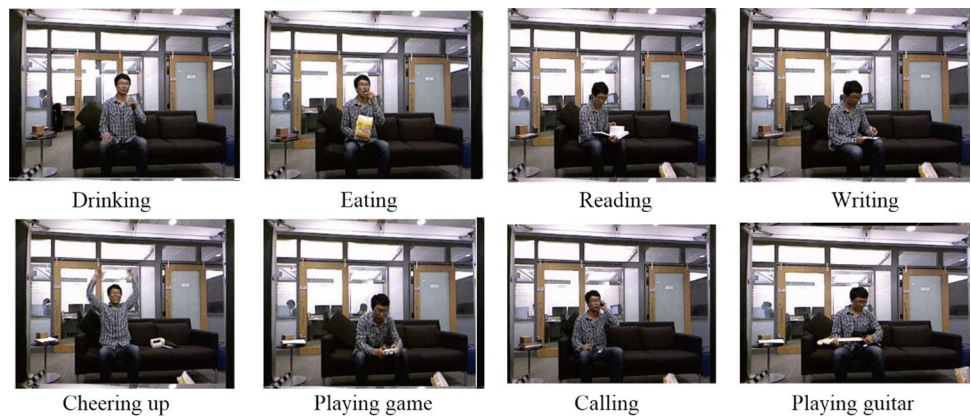 Drinking
Eating
Reading
Writing
Cheering up
Playing game
Calling
Playing guitar